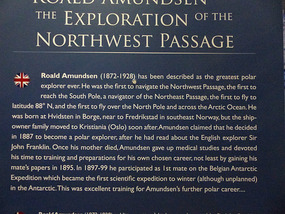 ROALD AMUNDSEN
THE EXPLORATION OF THE
NORTHWEST PASSAGE
Roald Amundsen (1872-1928) has been described as the greatest polar
explorer ever. He was the first to navigate the Northwest Passage, the first to
reach the South Pole, a navigator of the Northeast Passage, the first to fly to
latitude 88° N, and the first to fly over the North Pole and across the Arctic Ocean. He
was born at Hvidsten in Borge, near to Fredrikstad in southeast Norway, but the ship-
owner family moved to Kristiania (Oslo) soon after. Amundsen claimed that he decided
in 1887 to become a polar explorer, after he had read about the English explorer Sir
John Franklin. Once his mother died, Amundsen gave up medical studies and devoted
his time to training and preparations for his own chosen career, not least by gaining his
mate's papers in 1895. In 1897-99 he participated as 1st mate on the Belgian Antarctic
Expedition which became the first scientific expedition to winter (although unplanned)
in the Antarctic. This was excellent training for Amundsen's further polar career....